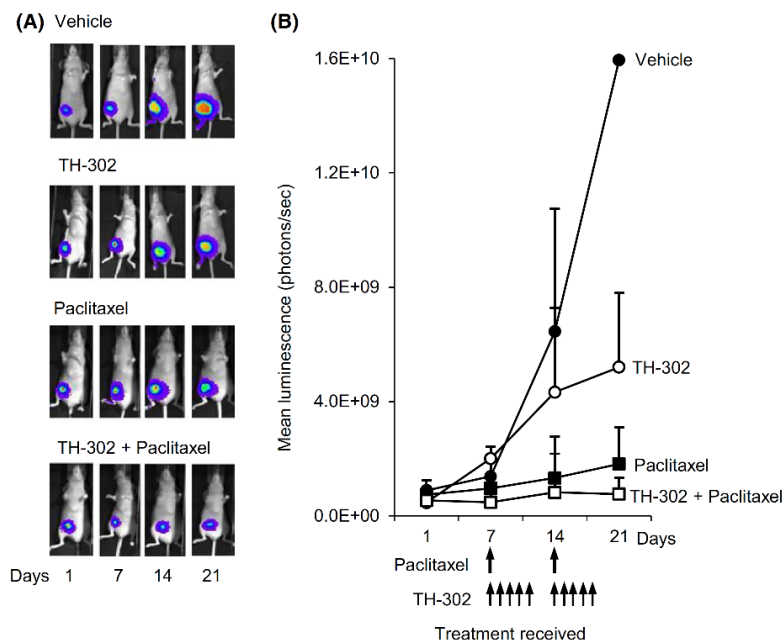 (A)
Vehicle
TH-302
Paclitaxel
TH-302 + Paclitaxel
Days 1 7 14 21
(B)
Mean luminescence (photons/sec)
1.6E+10
1.2E+10
8.0E+09
4.0E+09
0.0E+00
Vehicle
TH-302
Paclitaxel
TH-302 + Paclitaxel
1 7 14 21 Days
Paclitaxel
TH-302
Treatment received